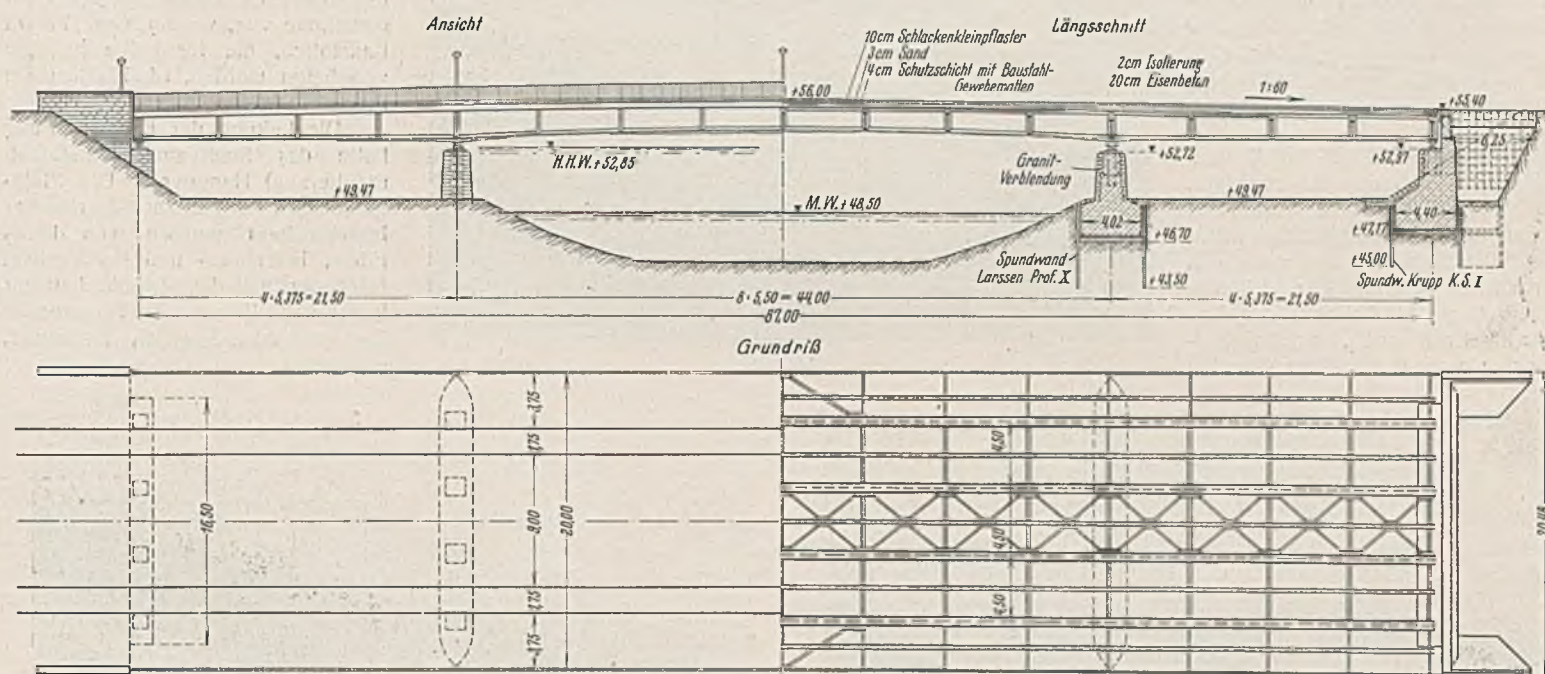 Ansicht
Längsschnitt
10cm Schlackenkleinpflaster
3cm Sand
4cm Schutzschicht mit Baustahl-
Gewebematten
2cm Isolierung
20cm Eisenbeton
1:60
+56,00
+55,40
6,25
H.H.W.+52,85
+52,72
+52,97
Granit-
Verblendung
+49,47
+49,47
M.W.+48,50
4,02
4,40
+46,70
+47,17
+45,00
+43,50
Spundwand
Larssen Prof. X
Spundw. Krupp K.S. I
4·5,375=21,50
8·5,50=44,00
4·5,375=21,50
87,00
Grundriß
16,50
1,75
1,75
9,00
1,75
1,75
20,00
4,50
4,50
4,50